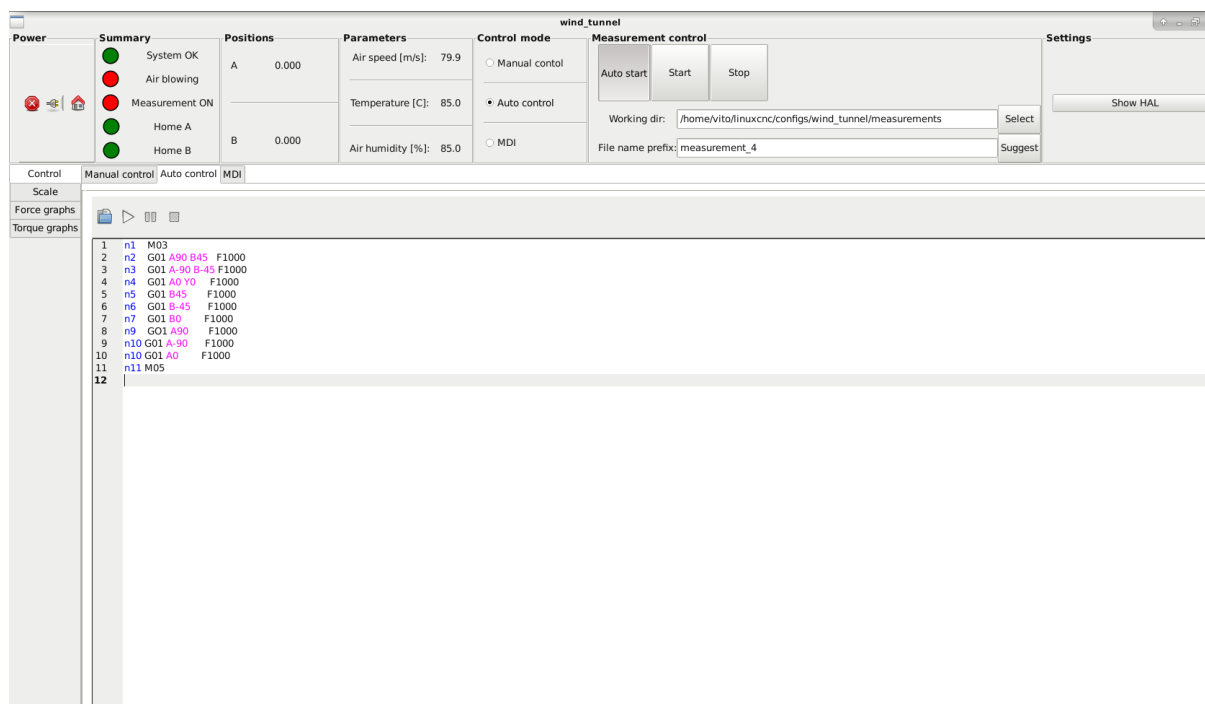 wind_tunnel
Power
Summary
System OK
Air blowing
Measurement ON
Home A
Home B
Positions
A 0.000
B 0.000
Parameters
Air speed [m/s]: 79.9
Temperature [C]: 85.0
Air humidity [%]: 85.0
Control mode
Manual contol
Auto control
MDI
Measurement control
Auto start Start Stop
Working dir: /home/vito/linuxcnc/configs/wind_tunnel/measurements Select
File name prefix: measurement_4 Suggest
Settings
Show HAL
Control
Scale
Force graphs
Torque graphs
Manual control Auto control MDI
1 n1 M03
2 n2 G01 A90 B45 F1000
3 n3 G01 A-90 B-45 F1000
4 n4 G01 A0 Y0 F1000
5 n5 G01 B45 F1000
6 n6 G01 B-45 F1000
7 n7 G01 B0 F1000
8 n9 GO1 A90 F1000
9 n10 G01 A-90 F1000
10 n10 G01 A0 F1000
11 n11 M05
12